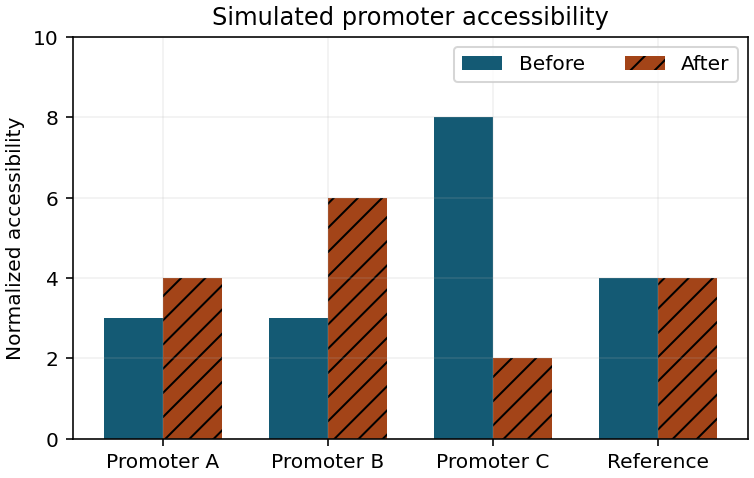 Simulated promoter accessibility
Before After
Normalized accessibility
10
8
6
4
2
0
Promoter A Promoter B Promoter C Reference